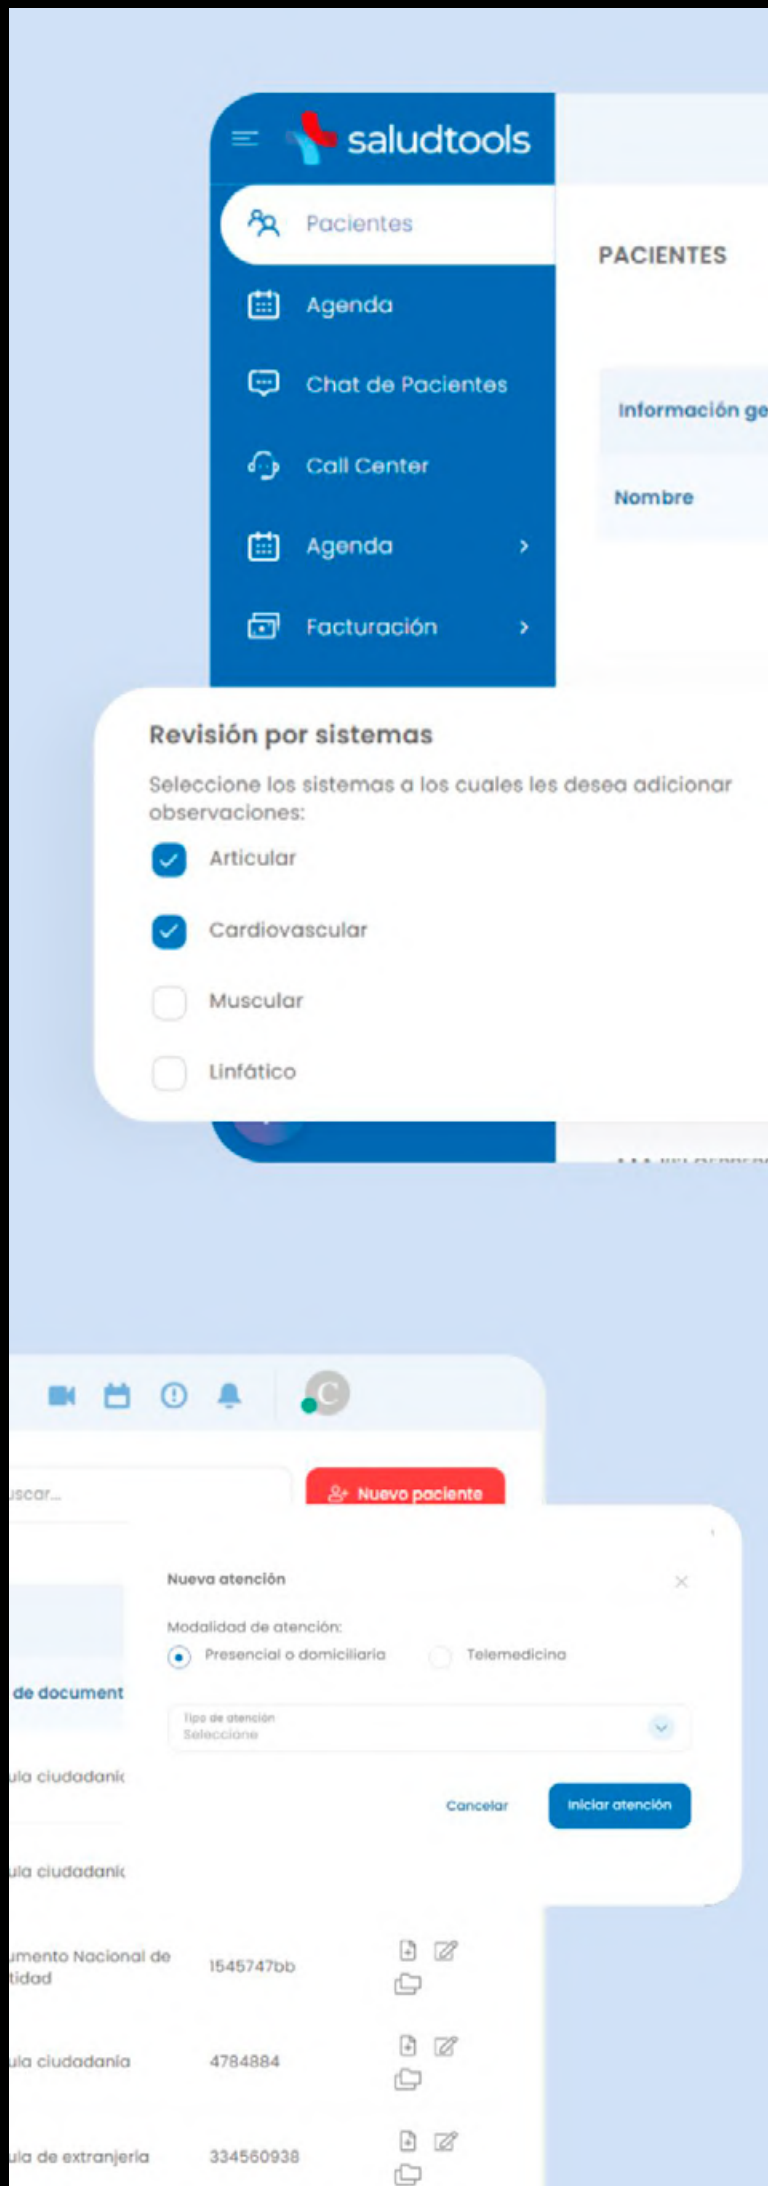 saludtools
Pacientes
PACIENTES
Agenda
Chat de Pacientes
Información ge
Call Center
Nombre
Agenda
Facturación
Revisión por sistemas
Seleccione los sistemas a los cuales les desea adicionar
observaciones:
Articular
Cardiovascular
Muscular
Linfático
C
uscar...
Nuevo paciente
Nueva atención
Modalidad de atención:
Presencial o domiciliaria
Telemedicina
de document
Tipo de atención
Seleccione
ula ciudadanía
Cancelar
Iniciar atención
ula ciudadanía
umento Nacional de
tidad
1545747bb
ula ciudadanía
4784884
ula de extranjería
334560938